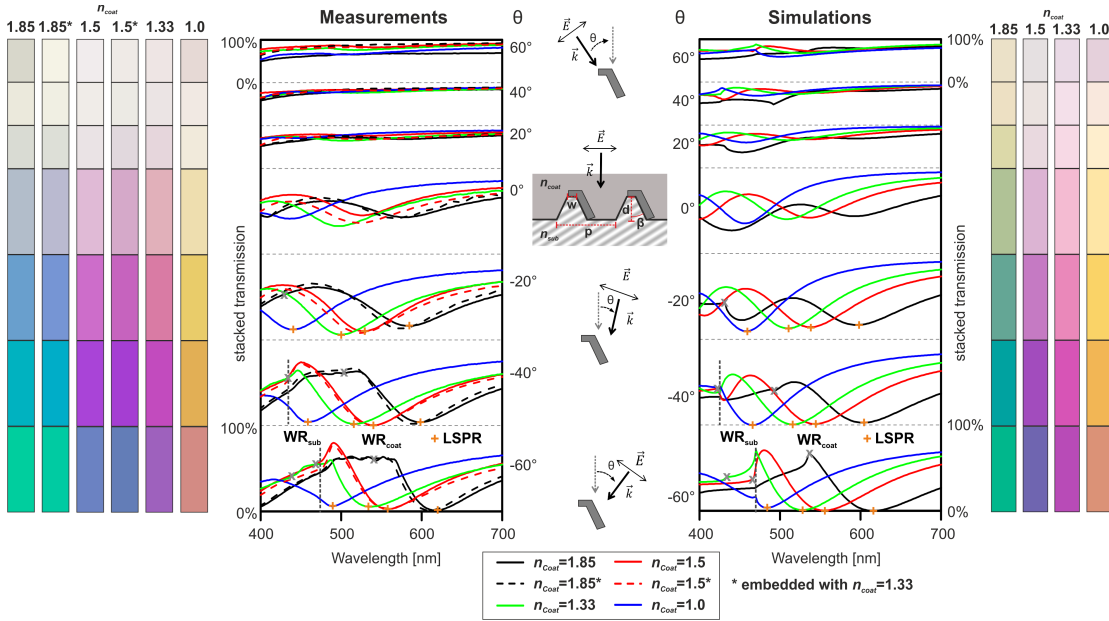 n_coat
Measurements
θ
θ
Simulations
n_coat
1.85 1.85* 1.5 1.5* 1.33 1.0
1.85 1.5 1.33 1.0
100%
0%
60°
40°
20°
0°
-20°
-40°
-60°
100%
0%
stacked transmission
WR_sub
WR_coat
+ LSPR
400 500 600 700
Wavelength [nm]
E⃗
θ
k⃗
E⃗
k⃗
n_coat
w
d
β
p
n_sub
E⃗
θ
k⃗
θ
E⃗
k⃗
60°
40°
20°
0°
-20°
-40°
-60°
100%
0%
stacked transmission
100%
0%
WR_sub
WR_coat
+ LSPR
400 500 600 700
Wavelength [nm]
n_Coat=1.85
n_Coat=1.5
n_Coat=1.85*
n_Coat=1.5*
n_Coat=1.33
n_Coat=1.0
* embedded with n_coat=1.33